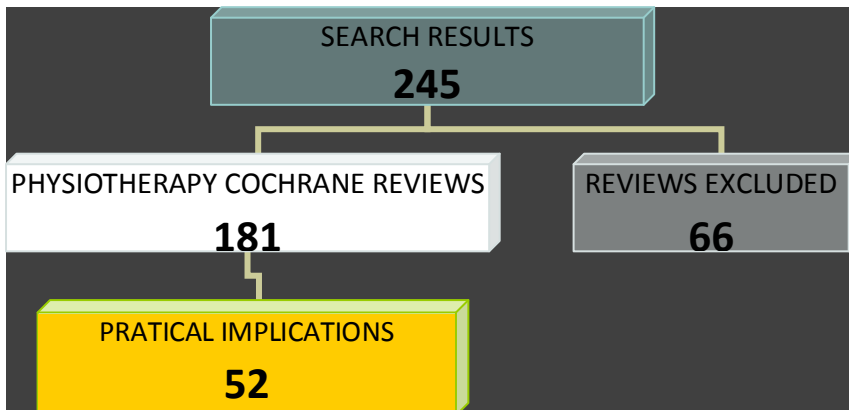 SEARCH RESULTS
245
PHYSIOTHERAPY COCHRANE REVIEWS
181
REVIEWS EXCLUDED
66
PRATICAL IMPLICATIONS
52